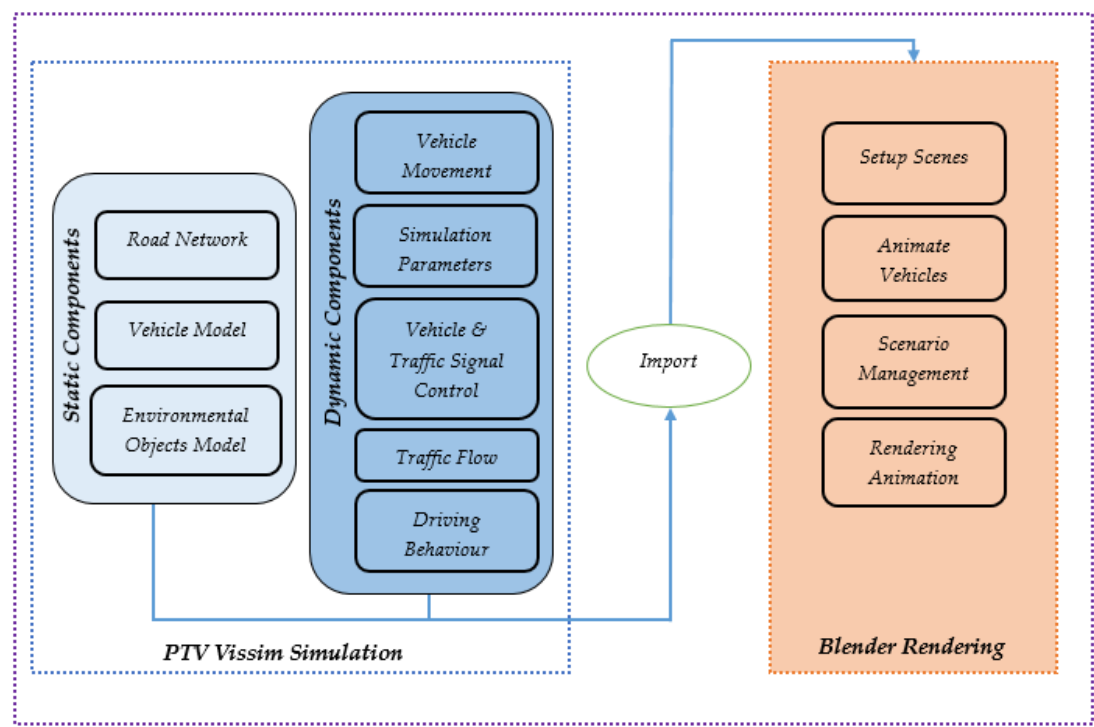 Static Components
Road Network
Vehicle Model
Environmental
Objects Model
Dynamic Components
Vehicle
Movement
Simulation
Parameters
Vehicle &
Traffic Signal
Control
Traffic Flow
Driving
Behaviour
PTV Vissim Simulation
Import
Setup Scenes
Animate
Vehicles
Scenario
Management
Rendering
Animation
Blender Rendering